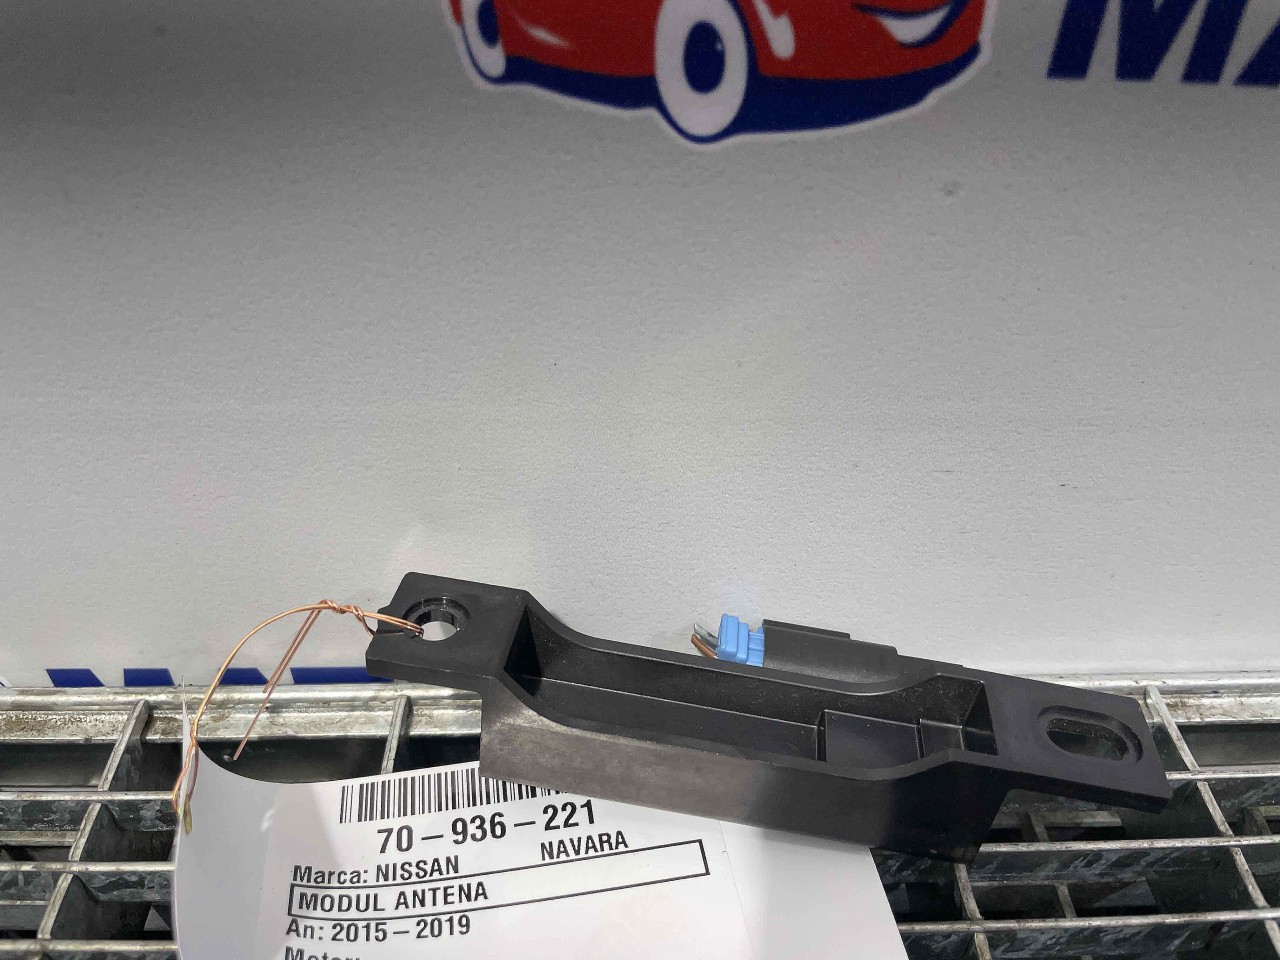 70-936-221
Marca: NISSAN NAVARA
MODUL ANTENA
An: 2015-2019